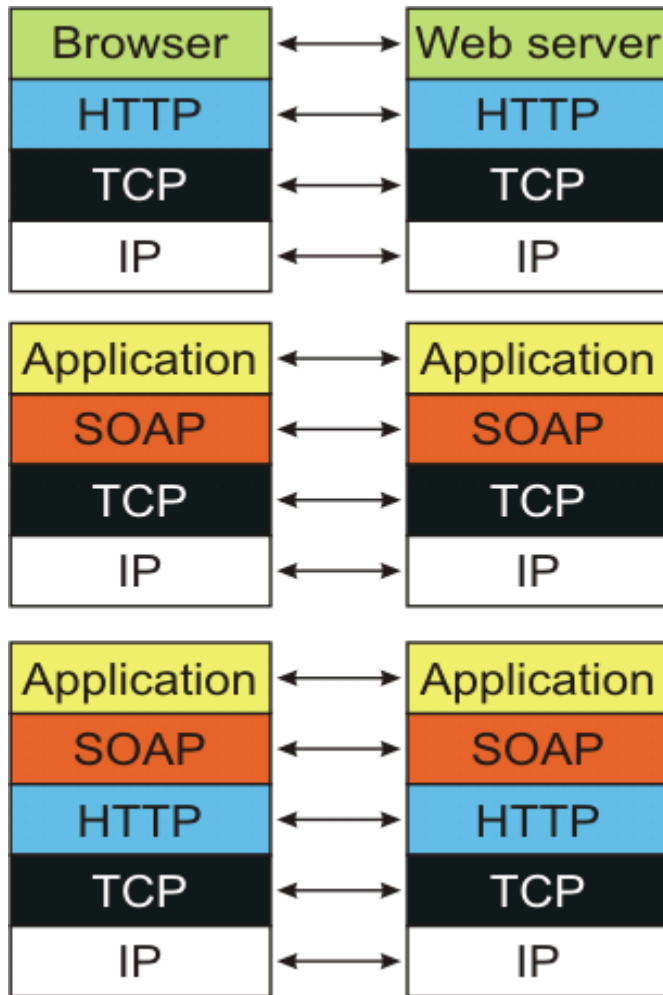 Browser Web server
HTTP HTTP
TCP TCP
IP IP
Application Application
SOAP SOAP
TCP TCP
IP IP
Application Application
SOAP SOAP
HTTP HTTP
TCP TCP
IP IP